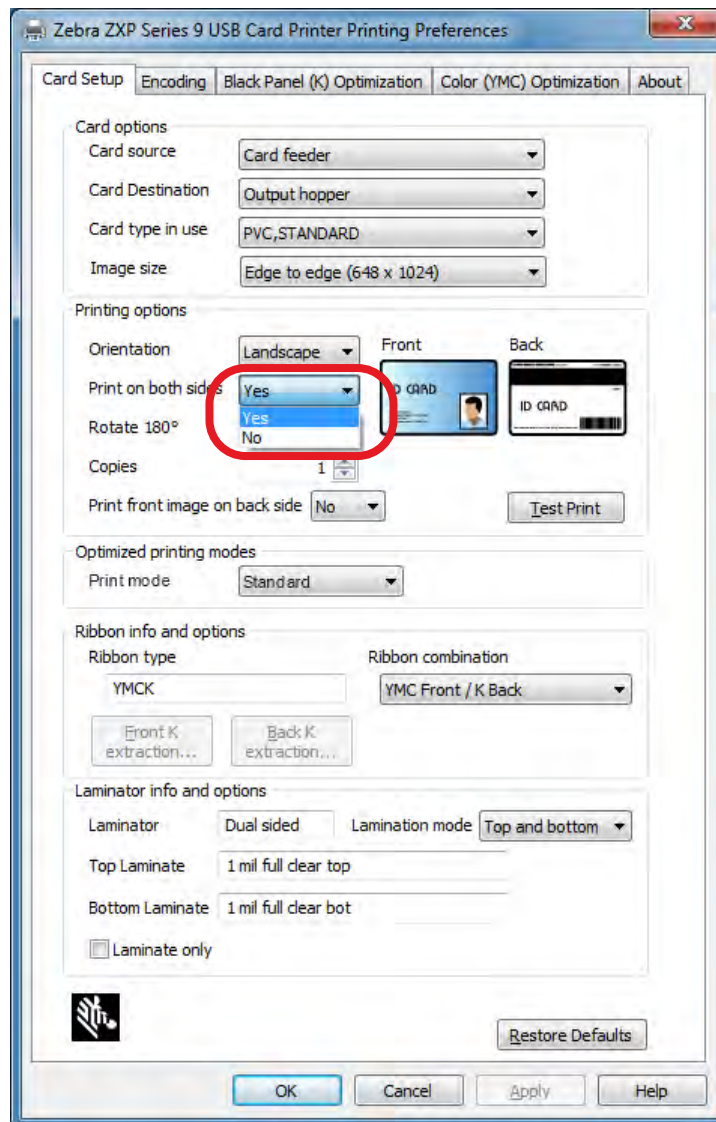 Zebra ZXP Series 9 USB Card Printer Printing Preferences
Card Setup Encoding Black Panel (K) Optimization Color (YMC) Optimization About
Card options
Card source Card feeder
Card Destination Output hopper
Card type in use PVC,STANDARD
Image size Edge to edge (648 x 1024)
Printing options
Orientation Landscape Front Back
Print on both sides Yes ID CARD ID CARD
Rotate 180° Yes
No
Copies 1
Print front image on back side No Test Print
Optimized printing modes
Print mode Standard
Ribbon info and options
Ribbon type Ribbon combination
YMCK YMC Front / K Back
Front K extraction... Back K extraction...
Laminator info and options
Laminator Dual sided Lamination mode Top and bottom
Top Laminate 1 mil full clear top
Bottom Laminate 1 mil full clear bot
Laminate only
Restore Defaults
OK Cancel Apply Help